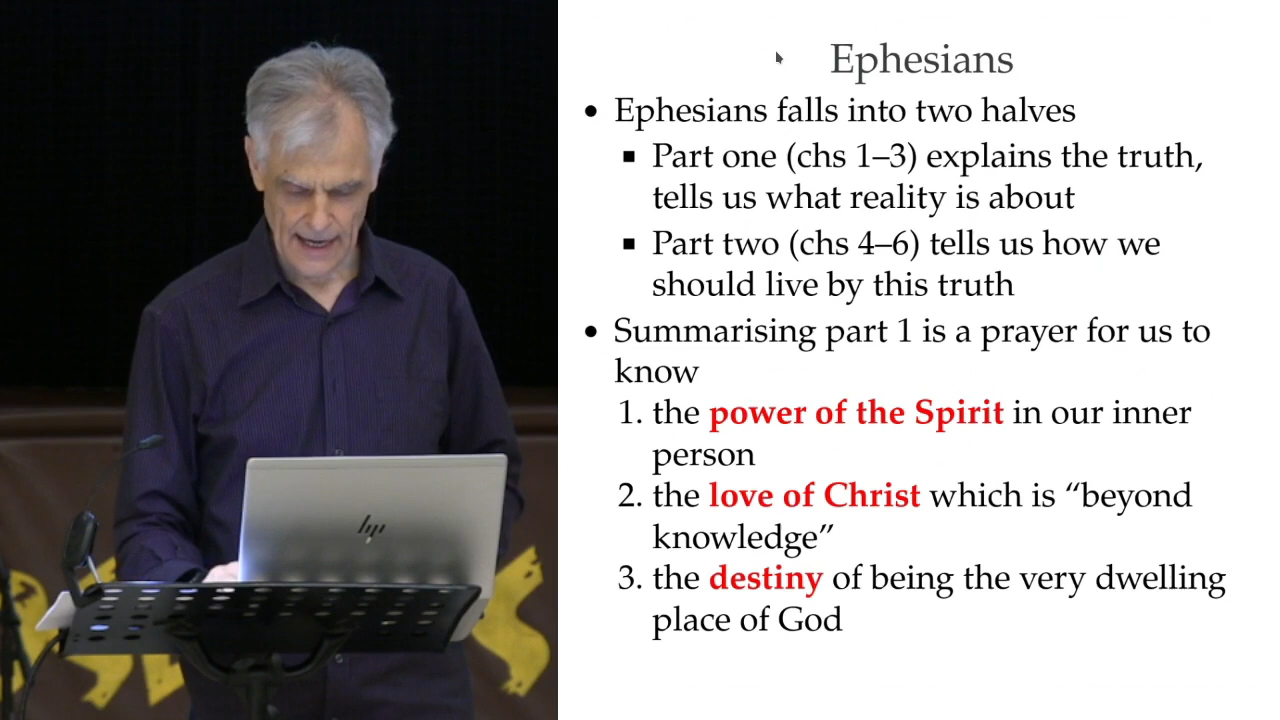 Ephesians
• Ephesians falls into two halves
▪ Part one (chs 1–3) explains the truth,
tells us what reality is about
▪ Part two (chs 4–6) tells us how we
should live by this truth
• Summarising part 1 is a prayer for us to
know
1. the power of the Spirit in our inner
person
2. the love of Christ which is “beyond
knowledge”
3. the destiny of being the very dwelling
place of God
hp